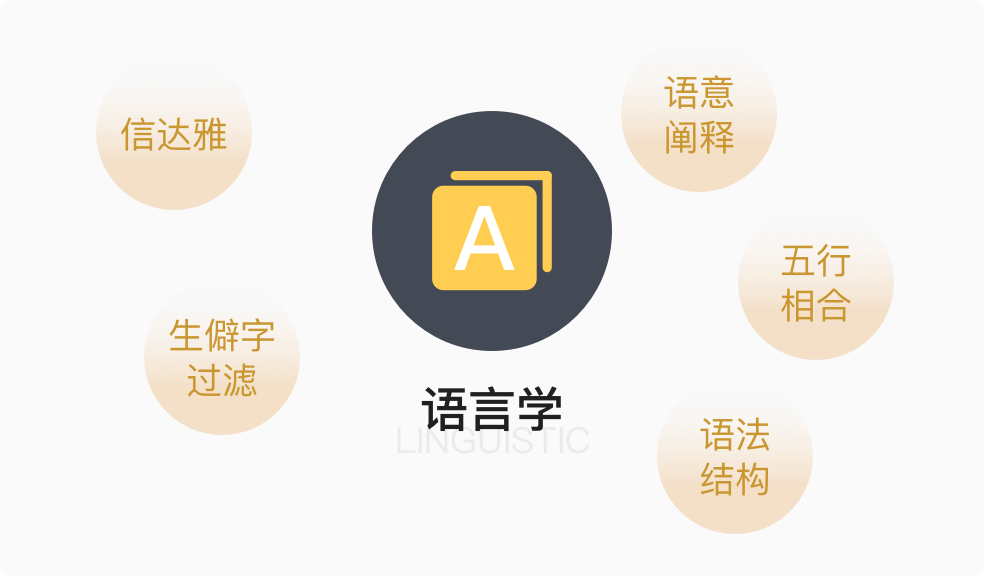 信达雅
生僻字
过滤
A
语言学
LINGUISTIC
语意
阐释
五行
相合
语法
结构